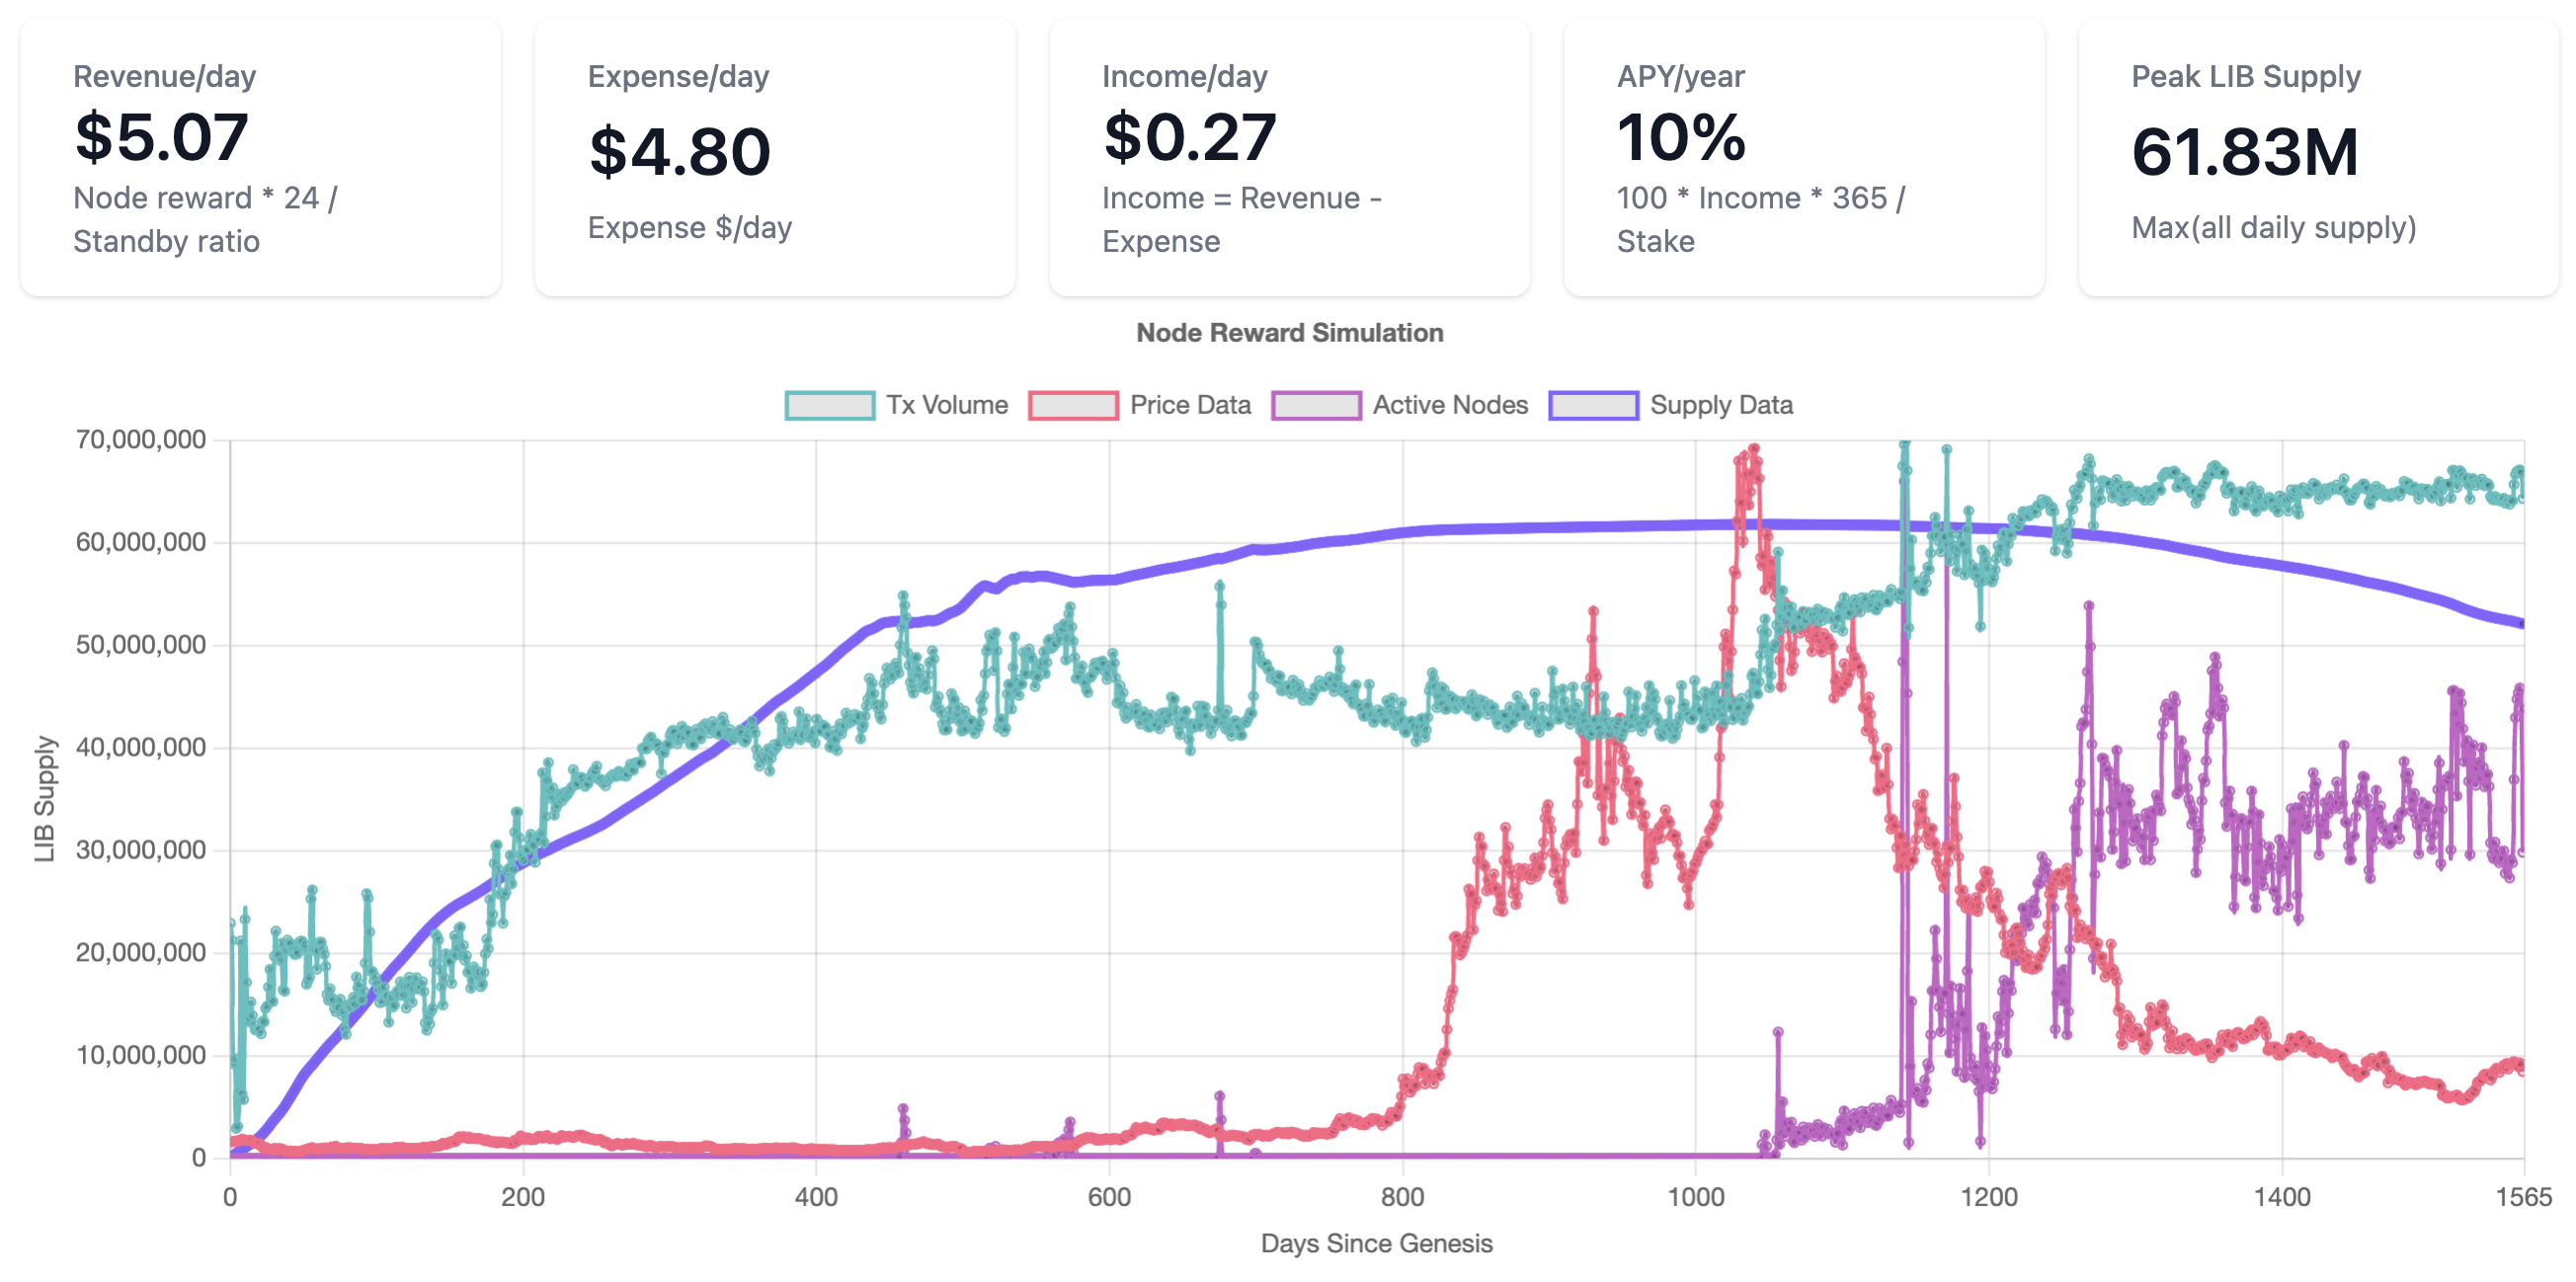 Revenue/day
$5.07
Node reward * 24 /
Standby ratio
Expense/day
$4.80
Expense $/day
Income/day
$0.27
Income = Revenue -
Expense
APY/year
10%
100 * Income * 365 /
Stake
Peak LIB Supply
61.83M
Max(all daily supply)
Node Reward Simulation
Tx Volume
Price Data
Active Nodes
Supply Data
70,000,000
60,000,000
50,000,000
40,000,000
30,000,000
20,000,000
10,000,000
0
LIB Supply
0
200
400
600
800
1000
1200
1400
1565
Days Since Genesis